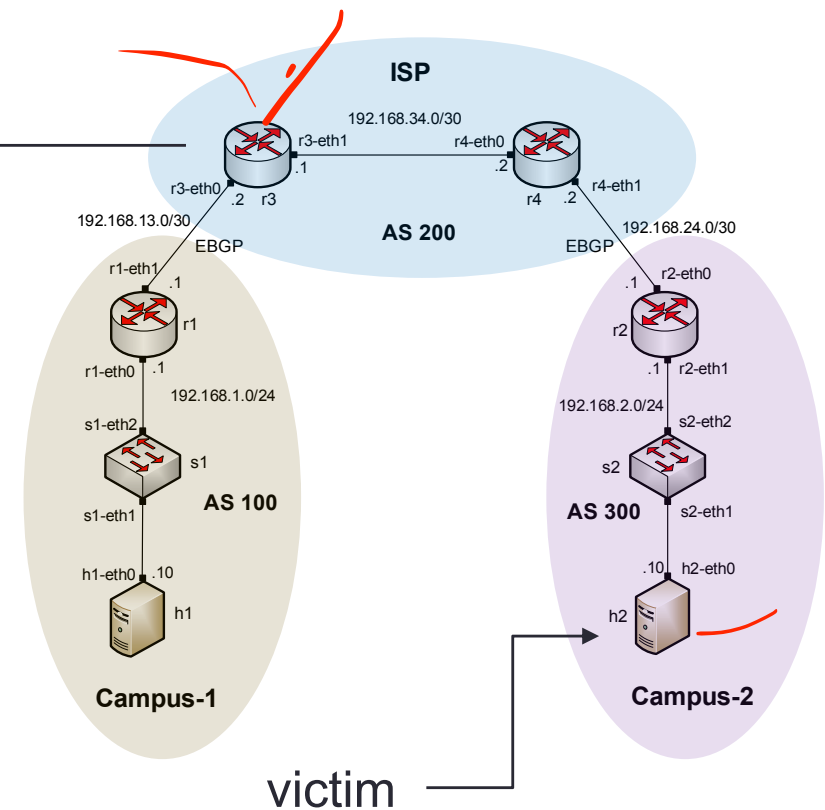 ISP
192.168.34.0/30
r3-eth1
r4-eth0
.1
.2
r3-eth0
.2
r3
r4
.2
r4-eth1
192.168.13.0/30
AS 200
192.168.24.0/30
EBGP
EBGP
r1-eth1
.1
.1
r2-eth0
r1
r2
r1-eth0
.1
.1
r2-eth1
192.168.1.0/24
192.168.2.0/24
s1-eth2
s2-eth2
s1
s2
AS 100
AS 300
s1-eth1
s2-eth1
h1-eth0
.10
.10
h2-eth0
h1
h2
Campus-1
Campus-2
victim